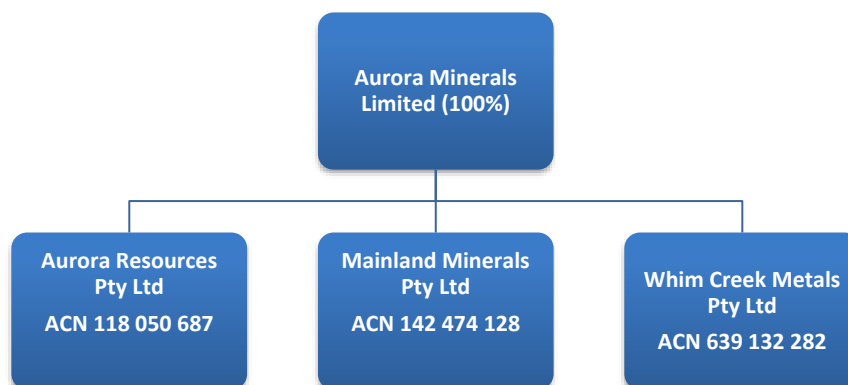 Aurora Minerals
Limited (100%)
Aurora Resources
Pty Ltd
ACN 118 050 687
Mainland Minerals
Pty Ltd
ACN 142 474 128
Whim Creek Metals
Pty Ltd
ACN 639 132 282